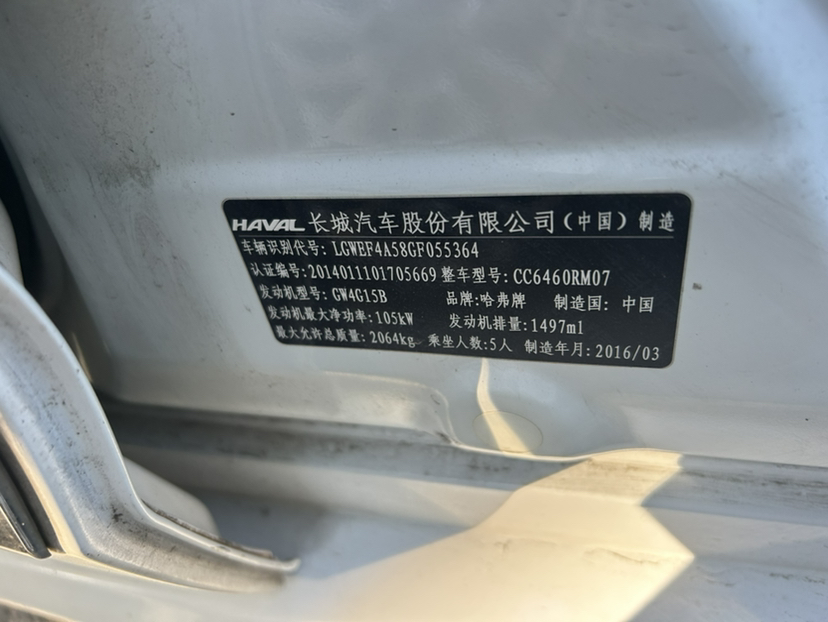 HAVAL 长城汽车股份有限公司(中国)制造
车辆识别代号: LGWEF4A58GF055364
认证编号:2014011101705669 整车型号: CC6460RM07
发动机型号: GW4G15B 品牌:哈弗牌 制造国: 中国
发动机最大净功率:105kW 发动机排量:1497ml
最大允许总质量: 2064kg 乘坐人数:5人 制造年月:2016/03